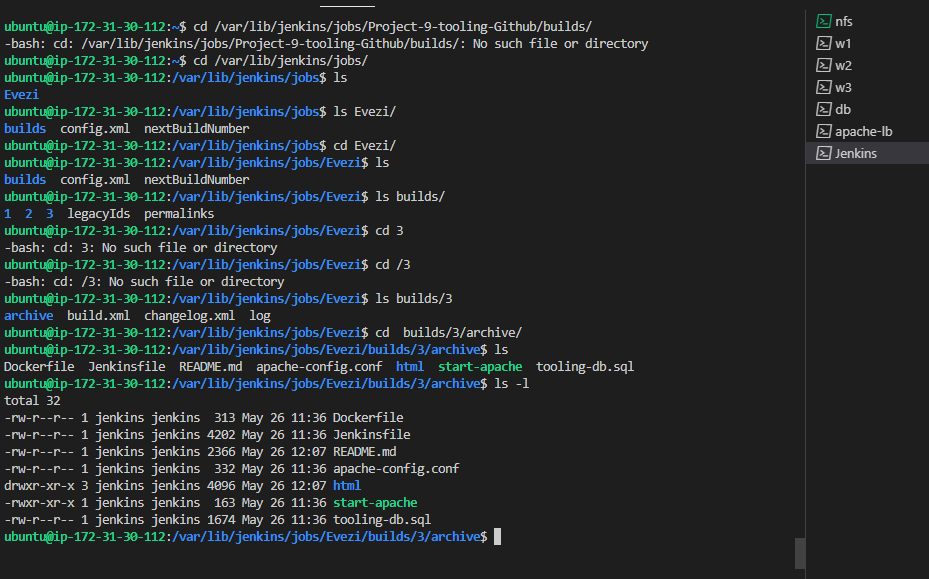 ubuntu@ip-172-31-30-112:~$ cd /var/lib/jenkins/jobs/Project-9-tooling-Github/builds/
-bash: cd: /var/lib/jenkins/jobs/Project-9-tooling-Github/builds/: No such file or directory
ubuntu@ip-172-31-30-112:~$ cd /var/lib/jenkins/jobs/
ubuntu@ip-172-31-30-112:/var/lib/jenkins/jobs$ ls
Evezi
ubuntu@ip-172-31-30-112:/var/lib/jenkins/jobs$ ls Evezi/
builds  config.xml  nextBuildNumber
ubuntu@ip-172-31-30-112:/var/lib/jenkins/jobs$ cd Evezi/
ubuntu@ip-172-31-30-112:/var/lib/jenkins/jobs/Evezi$ ls
builds  config.xml  nextBuildNumber
ubuntu@ip-172-31-30-112:/var/lib/jenkins/jobs/Evezi$ ls builds/
1  2  3  legacyIds  permalinks
ubuntu@ip-172-31-30-112:/var/lib/jenkins/jobs/Evezi$ cd 3
-bash: cd: 3: No such file or directory
ubuntu@ip-172-31-30-112:/var/lib/jenkins/jobs/Evezi$ cd /3
-bash: cd: /3: No such file or directory
ubuntu@ip-172-31-30-112:/var/lib/jenkins/jobs/Evezi$ ls builds/3
archive  build.xml  changelog.xml  log
ubuntu@ip-172-31-30-112:/var/lib/jenkins/jobs/Evezi$ cd  builds/3/archive/
ubuntu@ip-172-31-30-112:/var/lib/jenkins/jobs/Evezi/builds/3/archive$ ls
Dockerfile  Jenkinsfile  README.md  apache-config.conf  html  start-apache  tooling-db.sql
ubuntu@ip-172-31-30-112:/var/lib/jenkins/jobs/Evezi/builds/3/archive$ ls -l
total 32
-rw-r--r-- 1 jenkins jenkins  313 May 26 11:36 Dockerfile
-rw-r--r-- 1 jenkins jenkins 4202 May 26 11:36 Jenkinsfile
-rw-r--r-- 1 jenkins jenkins 2366 May 26 12:07 README.md
-rw-r--r-- 1 jenkins jenkins  332 May 26 11:36 apache-config.conf
drwxr-xr-x 3 jenkins jenkins 4096 May 26 12:07 html
-rwxr-xr-x 1 jenkins jenkins  163 May 26 11:36 start-apache
-rw-r--r-- 1 jenkins jenkins 1674 May 26 11:36 tooling-db.sql
ubuntu@ip-172-31-30-112:/var/lib/jenkins/jobs/Evezi/builds/3/archive$
nfs
w1
w2
w3
db
apache-lb
Jenkins